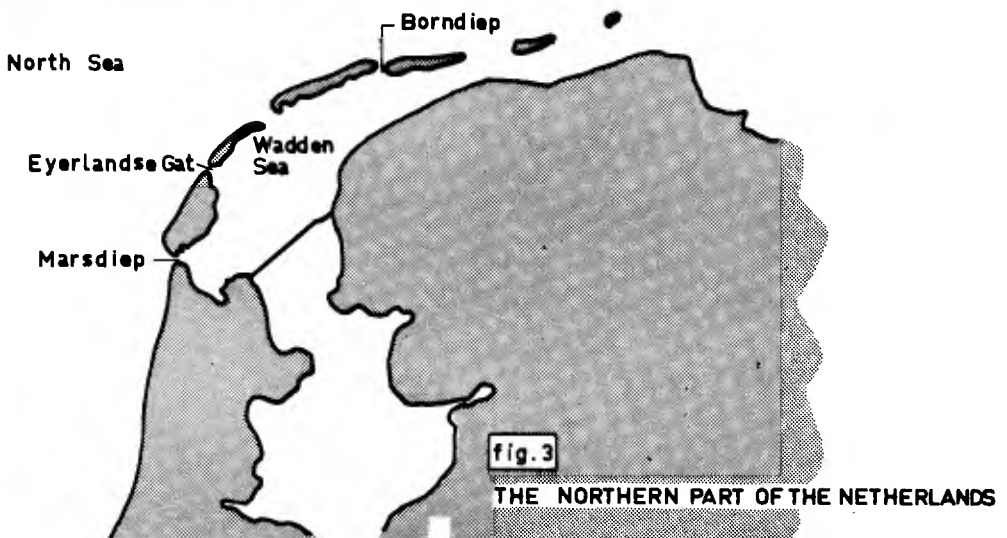 Borndiep
North Sea
Wadden
Sea
Eyerlandse Gat
Marsdiep
fig.3
THE NORTHERN PART OF THE NETHERLANDS